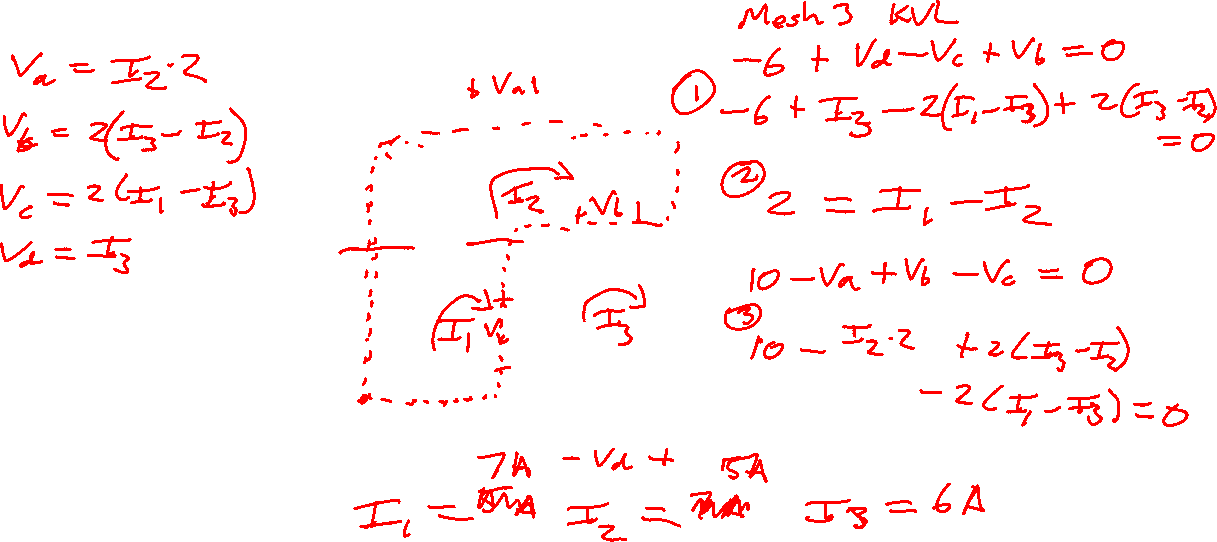 Mesh 3 KVL
-6 + Vd - Vc + Vb = 0
① -6 + I3 - 2(I1 - I3) + 2(I3 - I2)
= 0
② 2 = I1 - I2
10 - Va + Vb - Vc = 0
③ 10 - I2·2 + 2(I3 - I2)
- 2(I1 - I3) = 0
Va = I2·2
Vb = 2(I3 - I2)
Vc = 2(I1 - I3)
Vd = I3
+ Va -
I2
+ Vb -
I1
+
Vc
-
I3
- Vd +
I1 = 7A I2 = 5A I3 = 6A